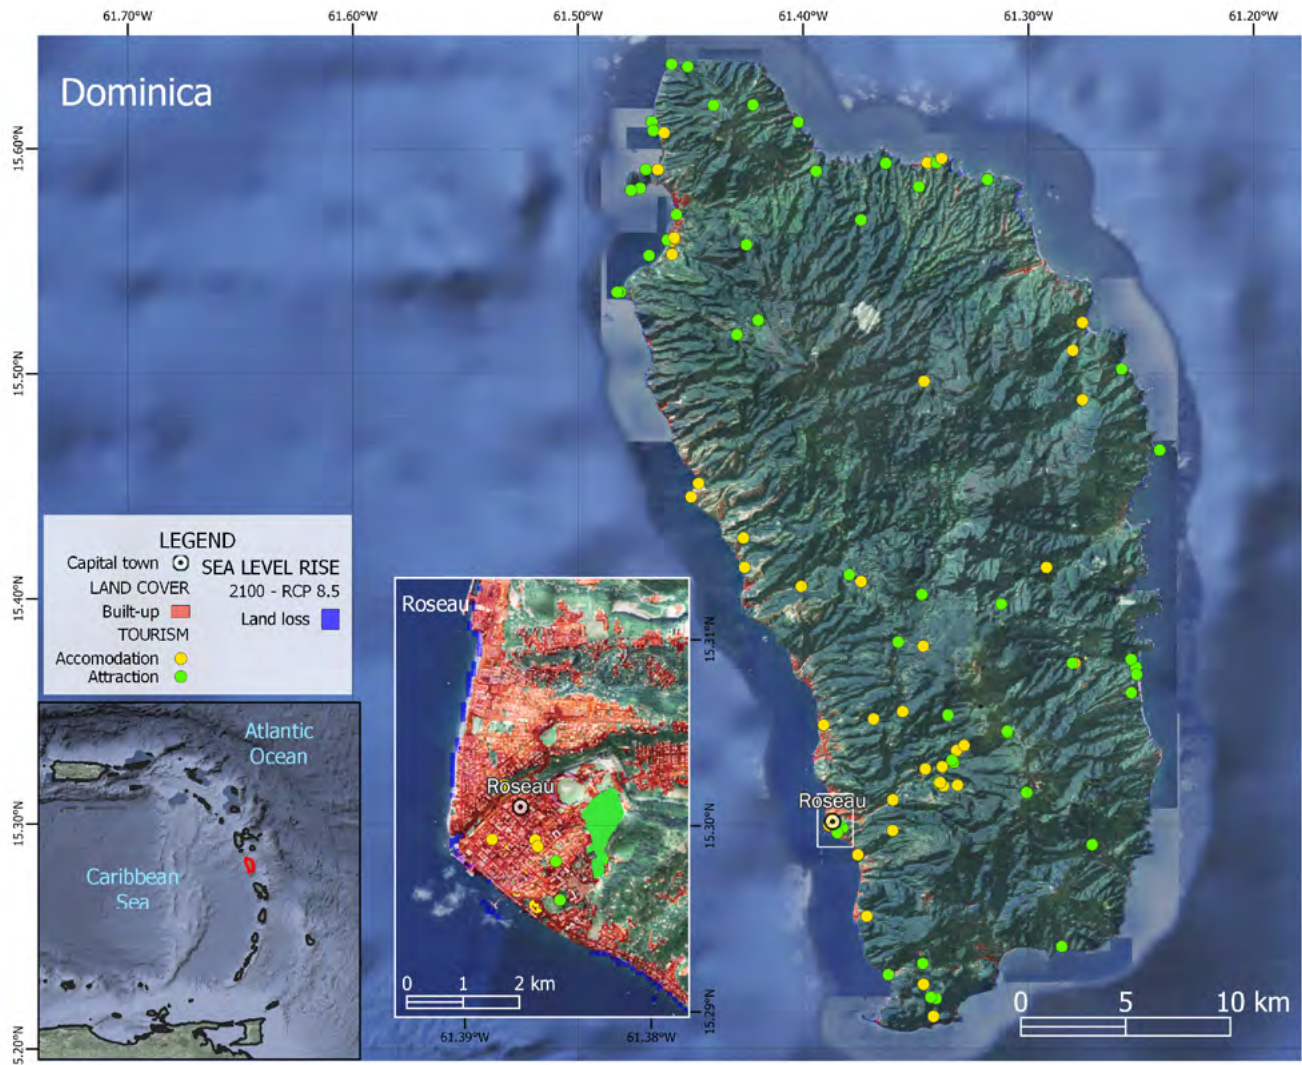 61.70°W 61.60°W 61.50°W 61.40°W 61.30°W 61.20°W
Dominica
15.60°N
15.50°N
15.40°N
15.30°N
5.20°N
LEGEND
Capital town
SEA LEVEL RISE
LAND COVER
2100 - RCP 8.5
Built-up
Land loss
TOURISM
Accomodation
Attraction
Roseau
Roseau
15.31°N
15.30°N
15.29°N
0 1 2 km
61.39°W 61.38°W
Roseau
Atlantic
Ocean
Caribbean
Sea
0 5 10 km